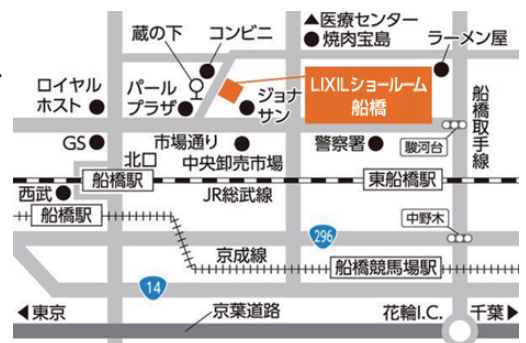 ▲医療センター
蔵の下
コンビニ
●焼肉宝島
ラーメン屋
ロイヤル
ホスト
パール
プラザ
ジョナ
サン
LIXILショールーム
船橋
船橋取手線
GS
市場通り
警察署
駿河台
北口
中央卸売市場
船橋駅
東船橋駅
西武
JR総武線
船橋駅
中野木
296
京成線
船橋競馬場駅
14
◀東京
京葉道路
花輪I.C.
千葉▶